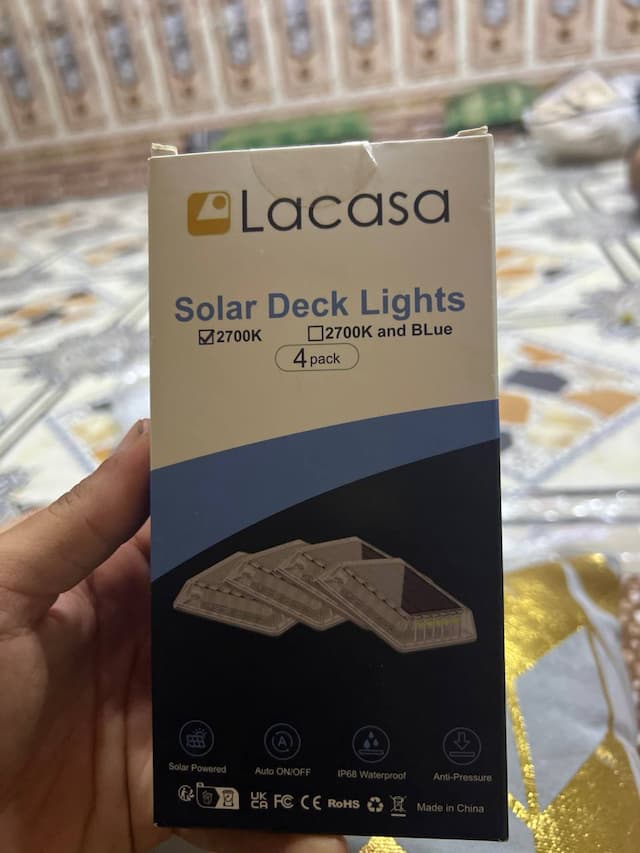 Lacasa
Solar Deck Lights
2700K 2700K and BLue
4 pack
Solar Powered Auto ON/OFF IP68 Waterproof Anti-Pressure
UK CA FC CE RoHS Made in China